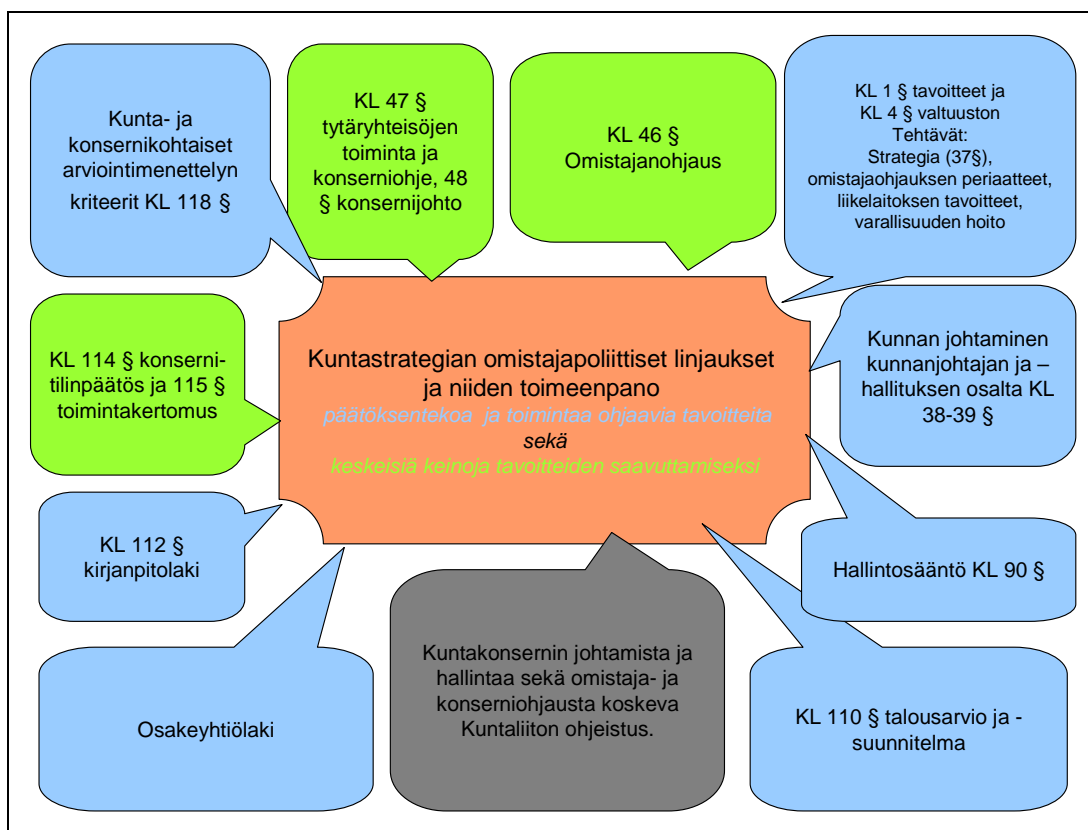 Kunta- ja
konsernikohtaiset
arviointimenettelyn
kriteerit KL 118 §
KL 47 §
tytäryhteisöjen
toiminta ja
konserniohje, 48
§ konsernijohto
KL 46 §
Omistajanohjaus
KL 1 § tavoitteet ja
KL 4 § valtuuston
Tehtävät:
Strategia (37§),
omistajaohjauksen periaatteet,
liikelaitoksen tavoitteet,
varallisuuden hoito
KL 114 § konserni-
tilinpäätös ja 115 §
toimintakertomus
Kuntastrategian omistajapoliittiset linjaukset
ja niiden toimeenpano
päätöksentekoa ja toimintaa ohjaavia tavoitteita
sekä
keskeisiä keinoja tavoitteiden saavuttamiseksi
Kunnan johtaminen
kunnanjohtajan ja –
hallituksen osalta KL
38-39 §
KL 112 §
kirjanpitolaki
Hallintosääntö KL 90 §
Osakeyhtiölaki
Kuntakonsernin johtamista ja
hallintaa sekä omistaja- ja
konserniohjausta koskeva
Kuntaliiton ohjeistus.
KL 110 § talousarvio ja -
suunnitelma